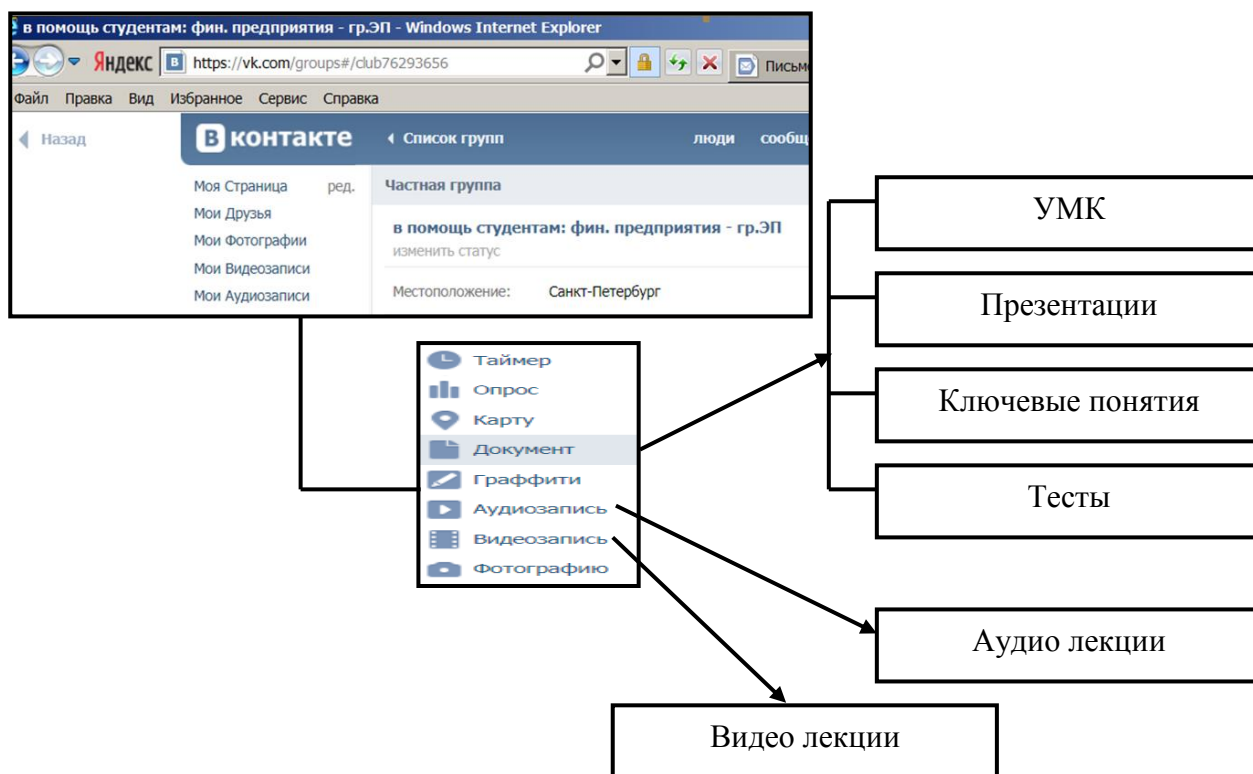 в помощь студентам: фин. предприятия - гр.ЭП - Windows Internet Explorer
Яндекс В https://vk.com/groups#/club76293656
Файл Правка Вид Избранное Сервис Справка
Назад
В контакте Список групп люди
Моя Страница ред.
Частная группа
Мои Друзья
Мои Фотографии
Мои Видеозаписи
Мои Аудиозаписи
в помощь студентам: фин. предприятия - гр.ЭП
изменить статус
Местоположение: Санкт-Петербург
Таймер
Опрос
Карту
Документ
Граффити
Аудиозапись
Видеозапись
Фотографию
УМК
Презентации
Ключевые понятия
Тесты
Аудио лекции
Видео лекции